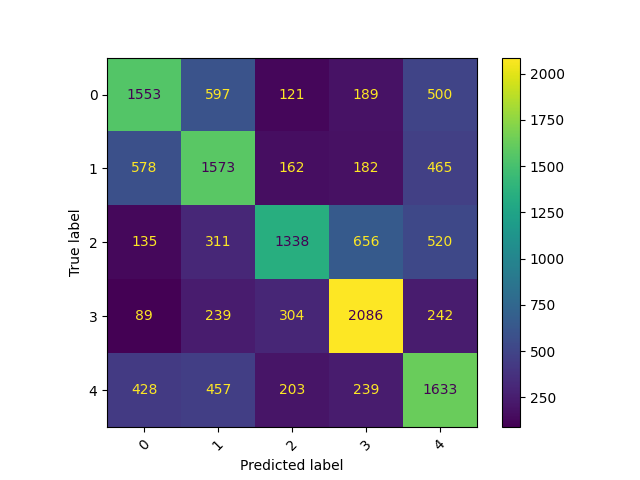 0 1553 597 121 189 500
1 578 1573 162 182 465
2 135 311 1338 656 520
3 89 239 304 2086 242
4 428 457 203 239 1633
0 1 2 3 4
Predicted label
True label
2000
1750
1500
1250
1000
750
500
250